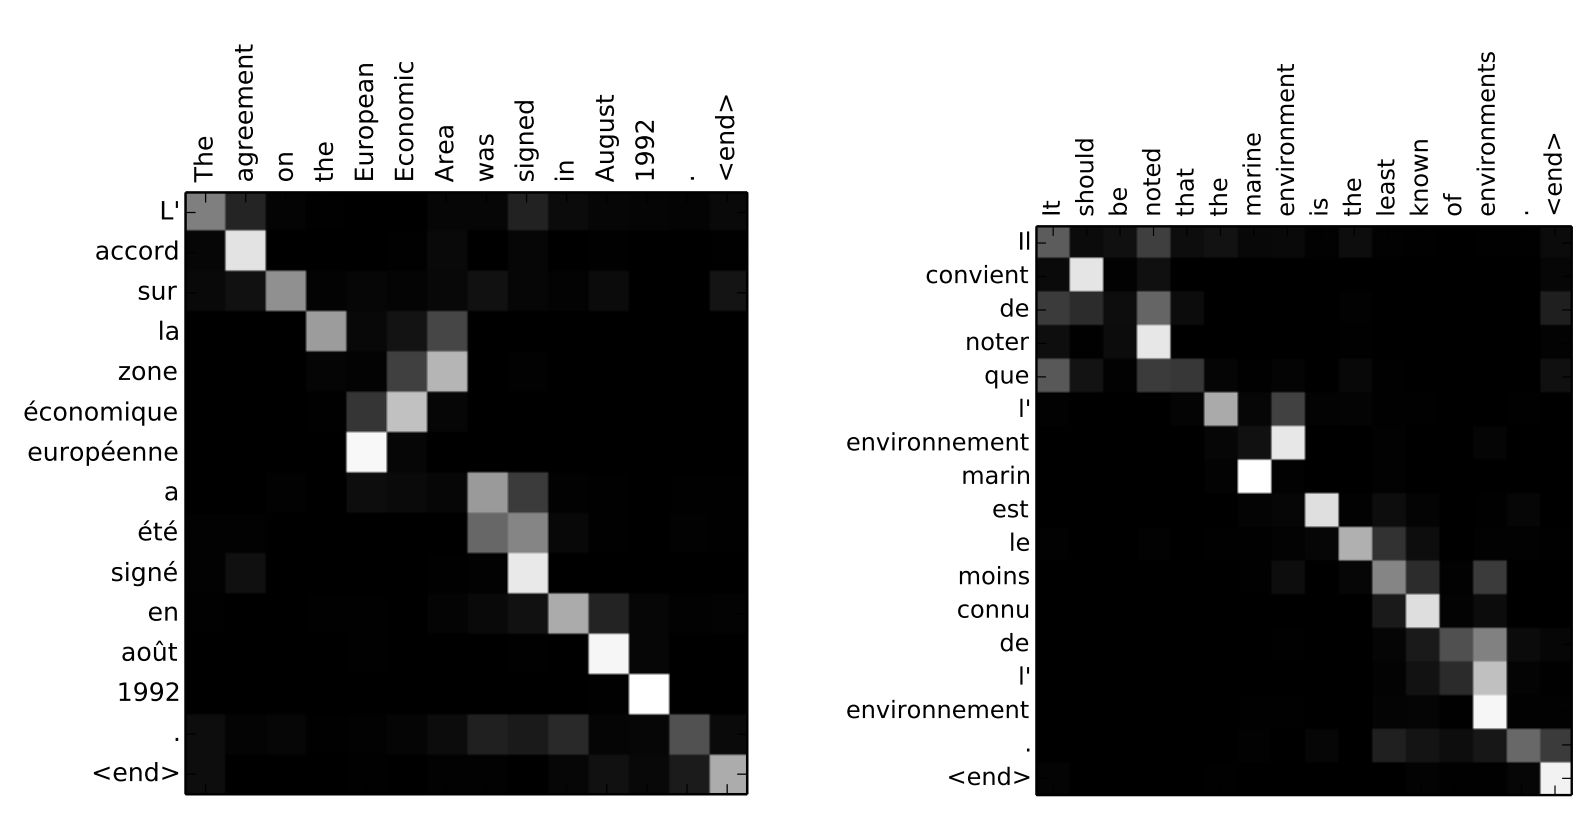 The
agreement
on
the
European
Economic
Area
was
signed
in
August
1992
.
<end>
L'
accord
sur
la
zone
économique
européenne
a
été
signé
en
août
1992
.
<end>
It
should
be
noted
that
the
marine
environment
is
the
least
known
of
environments
.
<end>
Il
convient
de
noter
que
l'
environnement
marin
est
le
moins
connu
de
l'
environnement
.
<end>